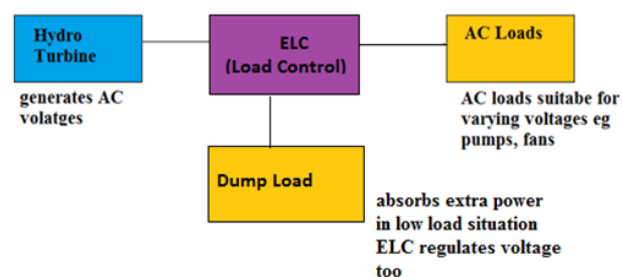 Hydro
Turbine
ELC
(Load Control)
AC Loads
generates AC
volatges
AC loads suitabe for
varying voltages eg
pumps, fans
Dump Load
absorbs extra power
in low load situation
ELC regulates voltage
too